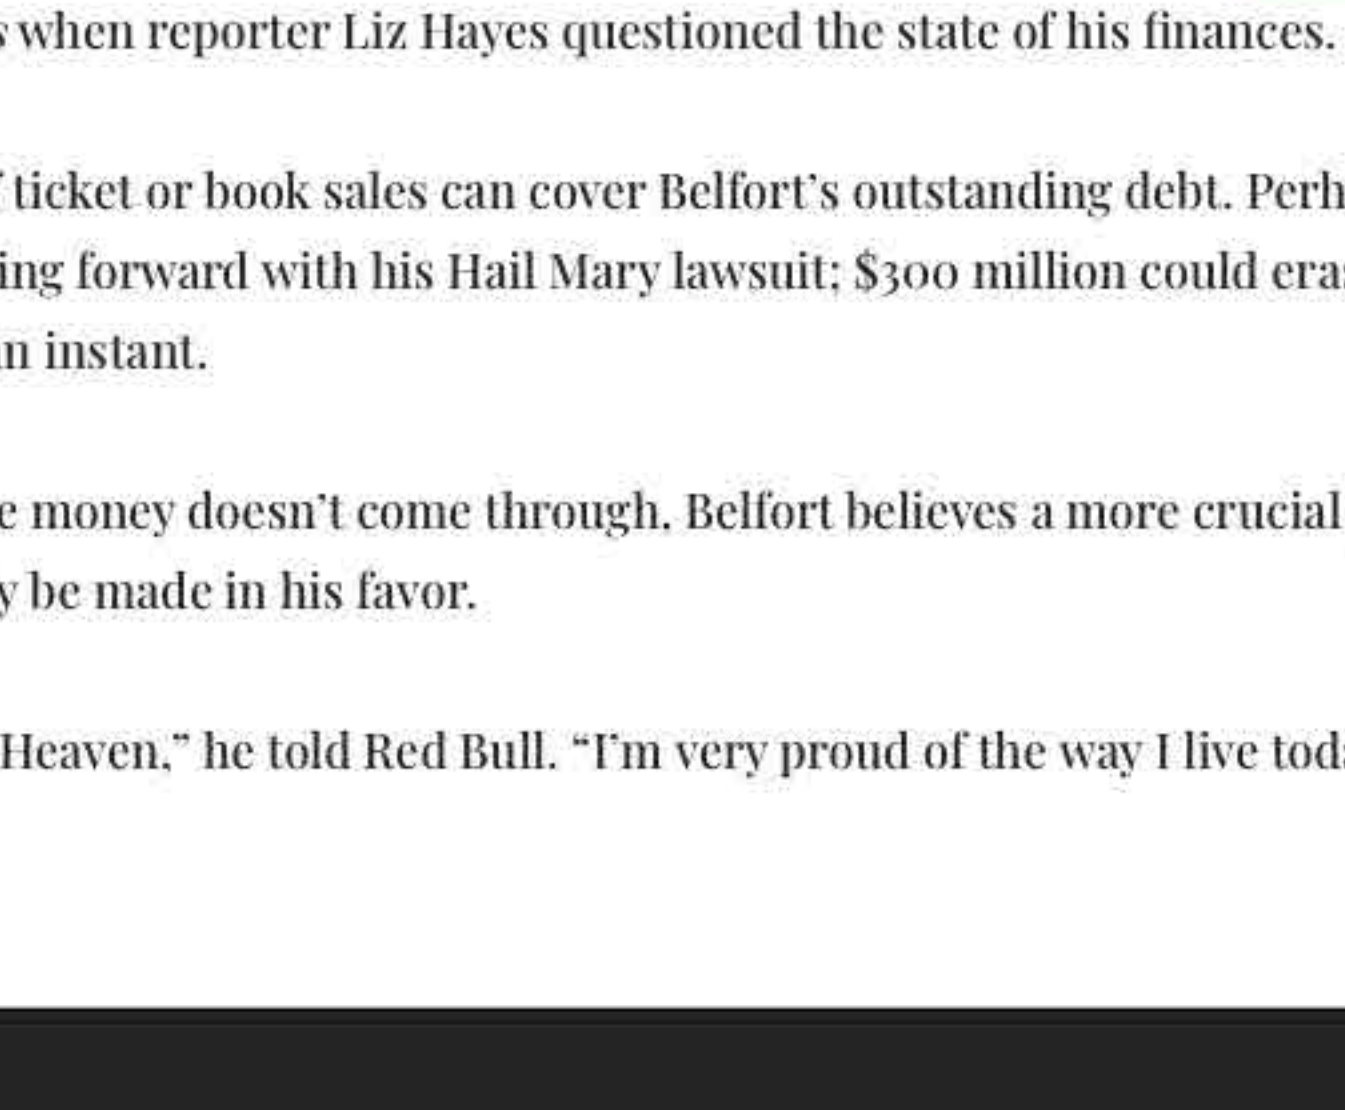 when reporter Liz Hayes questioned the state of his finances.
ticket or book sales can cover Belfort’s outstanding debt. Perh
ing forward with his Hail Mary lawsuit; $300 million could era
n instant.
e money doesn’t come through, Belfort believes a more crucial
y be made in his favor.
Heaven,” he told Red Bull. “I’m very proud of the way I live tod